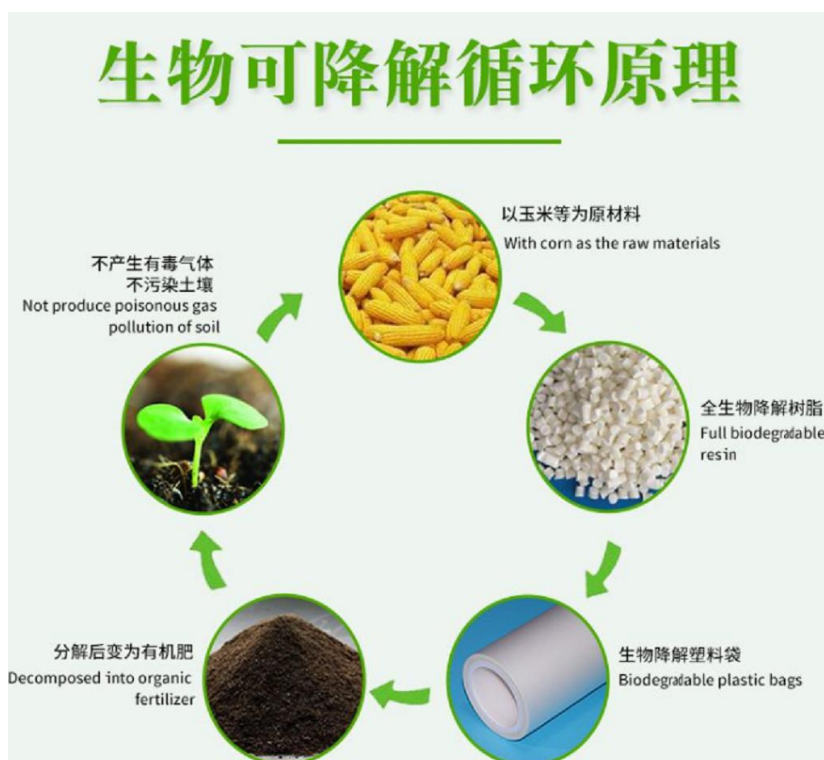 生物可降解循环原理
以玉米等为原材料
With corn as the raw materials
全生物降解树脂
Full biodegradable
resin
生物降解塑料袋
Biodegradable plastic bags
分解后变为有机肥
Decomposed into organic
fertilizer
不产生有毒气体
不污染土壤
Not produce poisonous gas
pollution of soil